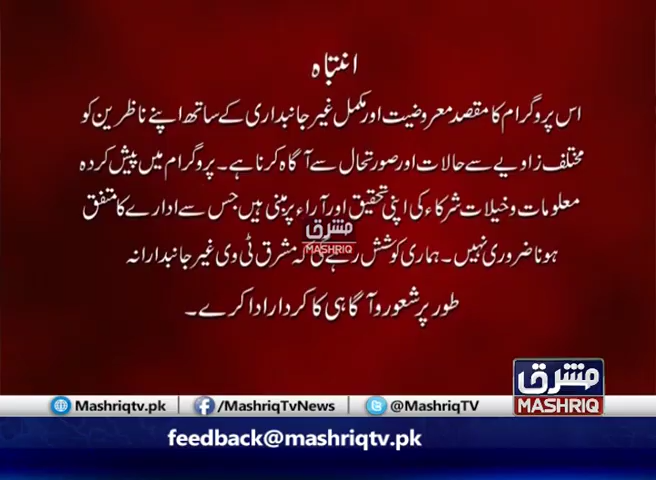 انتباہ
اس پروگرام کا مقصد معروضیت اور مکمل غیر جانبداری کے ساتھ اپنے ناظرین کو
مختلف زاویے سے حالات اور صورتحال سے آگاہ کرنا ہے۔ پروگرام میں پیش کردہ
معلومات و خیلات شرکاء کی اپنی تحقیق اور آراء پر مبنی ہیں جس سے ادارے کا متفق
مشرق
MASHRIQ
ہونا ضروری نہیں۔ ہماری کوشش رہے گی کہ مشرق ٹی وی غیر جانبدارانہ
طور پر شعور و آگاہی کا کردار ادا کرے۔
مشرق
MASHRIQ
Mashriqtv.pk /MashriqTvNews @MashriqTV
feedback@mashriqtv.pk